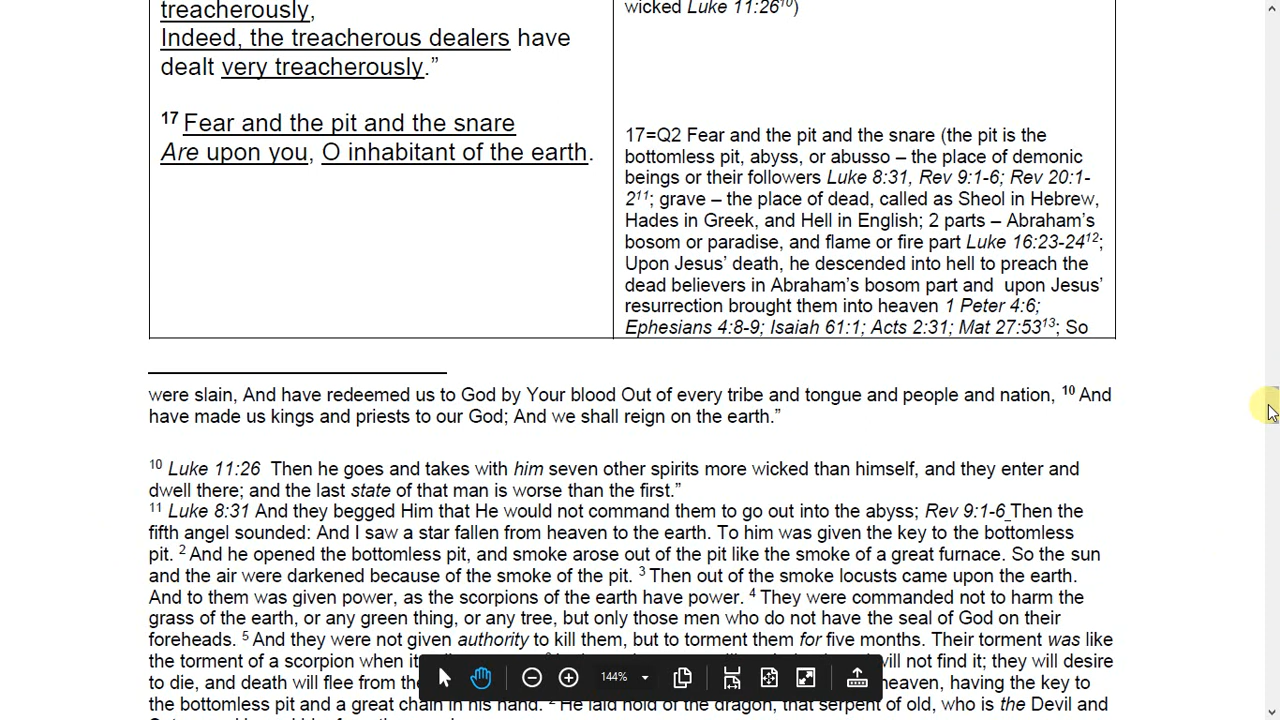 treacherously,
Indeed, the treacherous dealers have
dealt very treacherously.”
17 Fear and the pit and the snare
Are upon you, O inhabitant of the earth.
wicked Luke 11:26 10)
17=Q2 Fear and the pit and the snare (the pit is the
bottomless pit, abyss, or abusso – the place of demonic
beings or their followers Luke 8:31, Rev 9:1-6; Rev 20:1-
2 11; grave – the place of dead, called as Sheol in Hebrew,
Hades in Greek, and Hell in English; 2 parts – Abraham’s
bosom or paradise, and flame or fire part Luke 16:23-24 12;
Upon Jesus’ death, he descended into hell to preach the
dead believers in Abraham’s bosom part and upon Jesus’
resurrection brought them into heaven 1 Peter 4:6;
Ephesians 4:8-9; Isaiah 61:1; Acts 2:31; Mat 27:53 13; So
were slain, And have redeemed us to God by Your blood Out of every tribe and tongue and people and nation, 10 And
have made us kings and priests to our God; And we shall reign on the earth.”
10 Luke 11:26 Then he goes and takes with him seven other spirits more wicked than himself, and they enter and
dwell there; and the last state of that man is worse than the first.”
11 Luke 8:31 And they begged Him that He would not command them to go out into the abyss; Rev 9:1-6 Then the
fifth angel sounded: And I saw a star fallen from heaven to the earth. To him was given the key to the bottomless
pit. 2 And he opened the bottomless pit, and smoke arose out of the pit like the smoke of a great furnace. So the sun
and the air were darkened because of the smoke of the pit. 3 Then out of the smoke locusts came upon the earth.
And to them was given power, as the scorpions of the earth have power. 4 They were commanded not to harm the
grass of the earth, or any green thing, or any tree, but only those men who do not have the seal of God on their
foreheads. 5 And they were not given authority to kill them, but to torment them for five months. Their torment was like
the torment of a scorpion when it will not find it; they will desire
to die, and death will flee from heaven, having the key to
the bottomless pit and a great chain in his hand. 2 He laid hold of the dragon, that serpent of old, who is the Devil and
144%